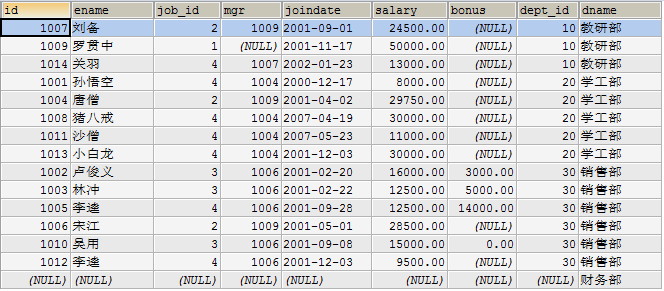 id ename job_id mgr joindate salary bonus dept_id dname
1007 刘备 2 1009 2001-09-01 24500.00 (NULL) 10 教研部
1009 罗贯中 1 (NULL) 2001-11-17 50000.00 (NULL) 10 教研部
1014 关羽 4 1007 2002-01-23 13000.00 (NULL) 10 教研部
1001 孙悟空 4 1004 2000-12-17 8000.00 (NULL) 20 学工部
1004 唐僧 2 1009 2001-04-02 29750.00 (NULL) 20 学工部
1008 猪八戒 4 1004 2007-04-19 30000.00 (NULL) 20 学工部
1011 沙僧 4 1004 2007-05-23 11000.00 (NULL) 20 学工部
1013 小白龙 4 1004 2001-12-03 30000.00 (NULL) 20 学工部
1002 卢俊义 3 1006 2001-02-20 16000.00 3000.00 30 销售部
1003 林冲 3 1006 2001-02-22 12500.00 5000.00 30 销售部
1005 李逵 4 1006 2001-09-28 12500.00 14000.00 30 销售部
1006 宋江 2 1009 2001-05-01 28500.00 (NULL) 30 销售部
1010 吴用 3 1006 2001-09-08 15000.00 0.00 30 销售部
1012 李逵 4 1006 2001-12-03 9500.00 (NULL) 30 销售部
(NULL) (NULL) (NULL) (NULL) (NULL) (NULL) (NULL) (NULL) 财务部